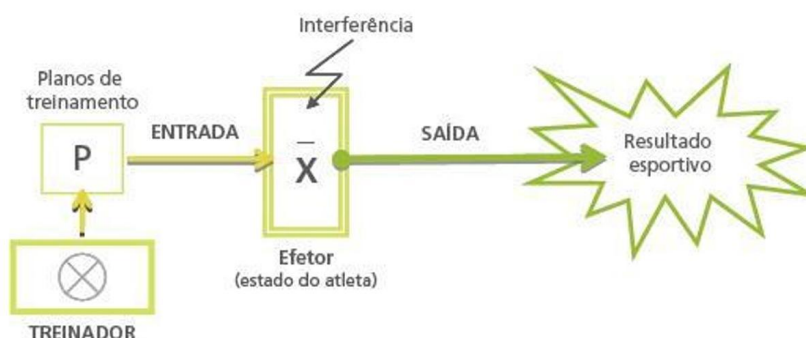 Interferência
Planos de
treinamento
ENTRADA
SAÍDA
P
X
Resultado
esportivo
Efetor
(estado do atleta)
TREINADOR